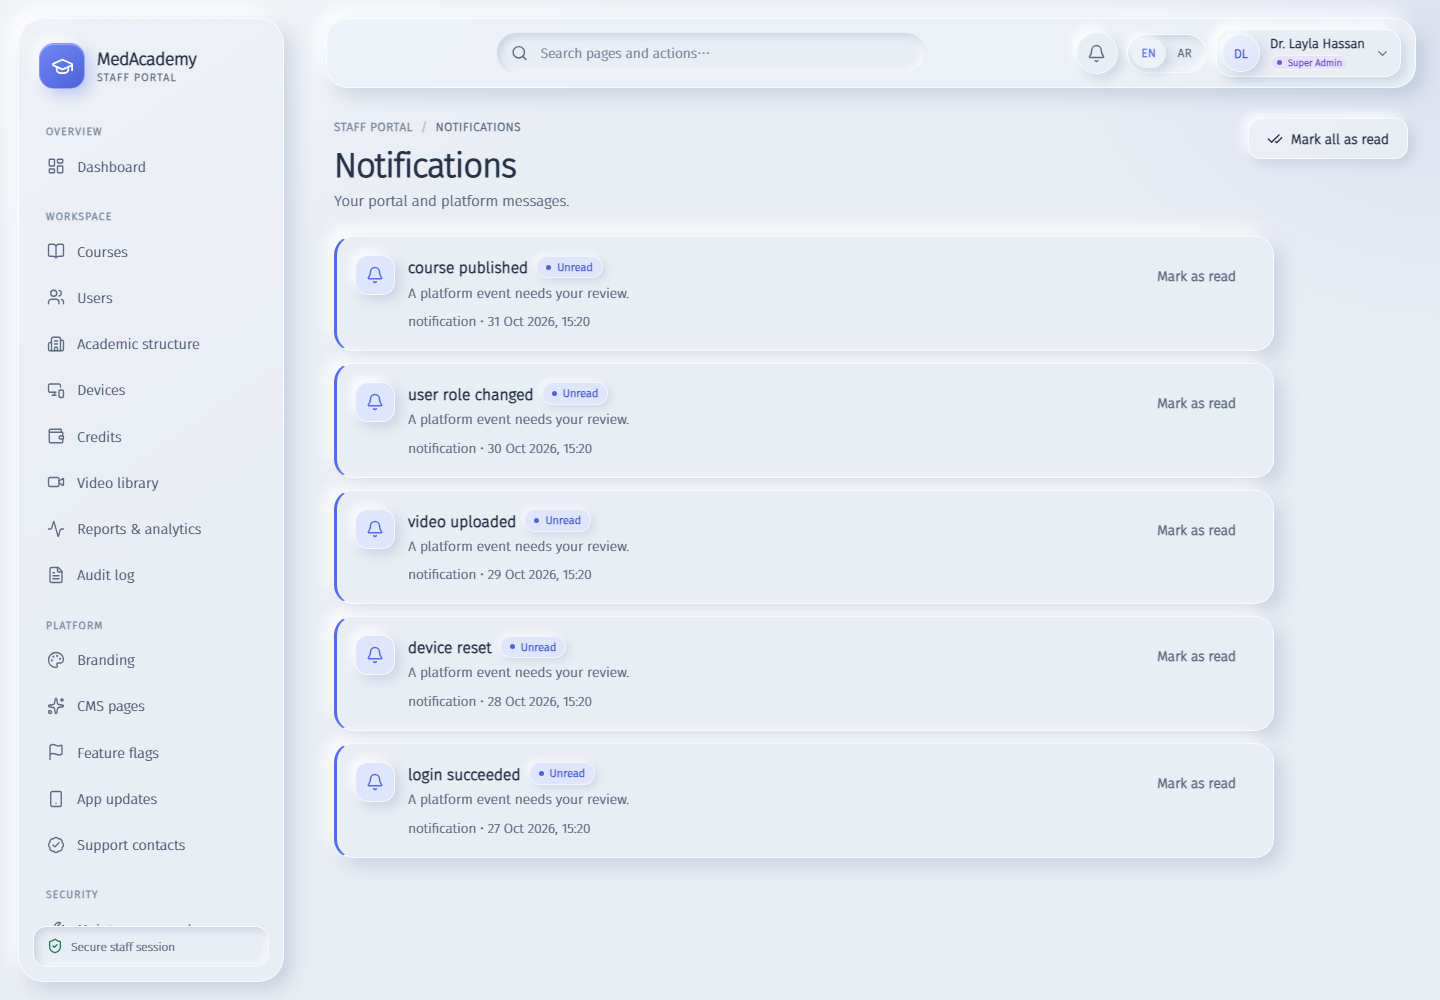 MedAcademy
STAFF PORTAL
OVERVIEW
Dashboard
WORKSPACE
Courses
Users
Academic structure
Devices
Credits
Video library
Reports & analytics
Audit log
PLATFORM
Branding
CMS pages
Feature flags
App updates
Support contacts
SECURITY
Secure staff session
Search pages and actions···
EN
AR
DL
Dr. Layla Hassan
Super Admin
STAFF PORTAL / NOTIFICATIONS
Mark all as read
Notifications
Your portal and platform messages.
course published Unread
Mark as read
A platform event needs your review.
notification • 31 Oct 2026, 15:20
user role changed Unread
Mark as read
A platform event needs your review.
notification • 30 Oct 2026, 15:20
video uploaded Unread
Mark as read
A platform event needs your review.
notification • 29 Oct 2026, 15:20
device reset Unread
Mark as read
A platform event needs your review.
notification • 28 Oct 2026, 15:20
login succeeded Unread
Mark as read
A platform event needs your review.
notification • 27 Oct 2026, 15:20